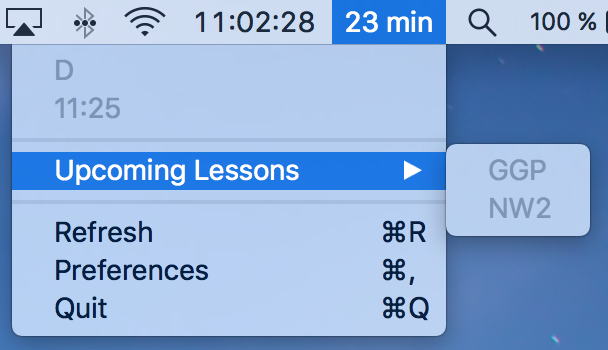 11:02:28 23 min 100 %
D
11:25
Upcoming Lessons
GGP
NW2
Refresh ⌘R
Preferences ⌘,
Quit ⌘Q